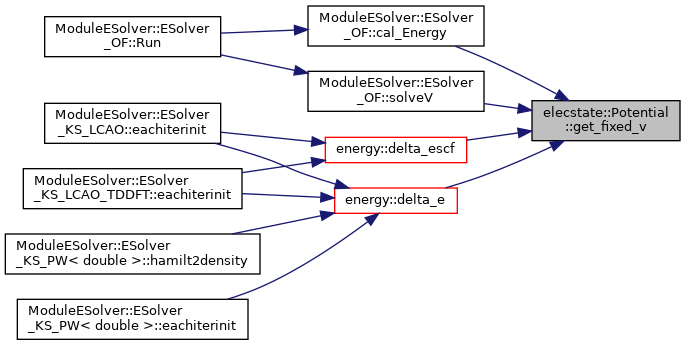 ModuleESolver::ESolver
_OF::Run
ModuleESolver::ESolver
_OF::cal_Energy
ModuleESolver::ESolver
_OF::solveV
elecstate::Potential
::get_fixed_v
ModuleESolver::ESolver
_KS_LCAO::eachiterinit
energy::delta_escf
ModuleESolver::ESolver
_KS_LCAO_TDDFT::eachiterinit
energy::delta_e
ModuleESolver::ESolver
_KS_PW< double >::hamilt2density
ModuleESolver::ESolver
_KS_PW< double >::eachiterinit